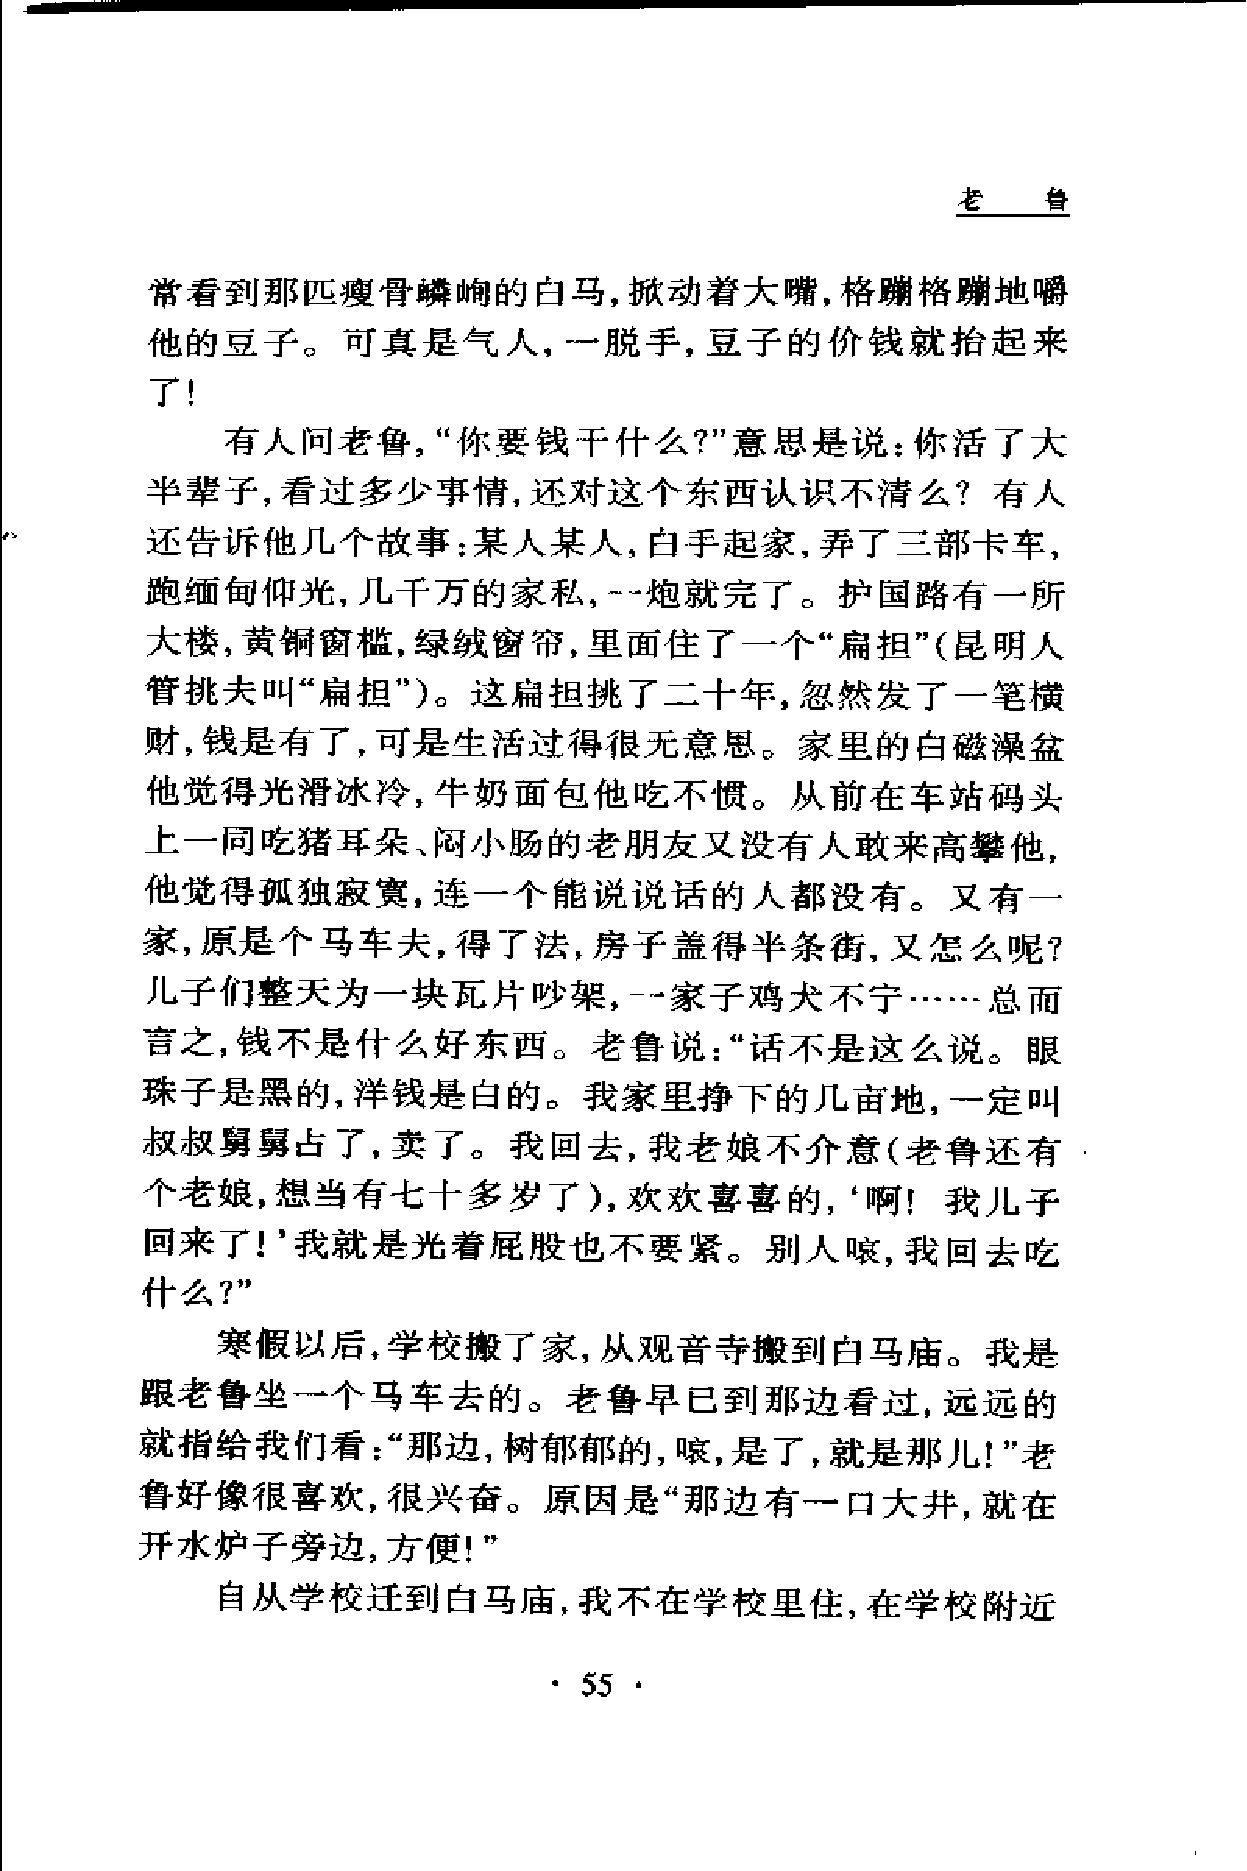 老　鲁
常看到那匹瘦骨嶙峋的白马,掀动着大嘴,格蹦格蹦地嚼
他的豆子。可真是气人,一脱手,豆子的价钱就抬起来
了!
有人问老鲁,“你要钱干什么?”意思是说:你活了大
半辈子,看过多少事情,还对这个东西认识不清么? 有人
还告诉他几个故事:某人某人,白手起家,弄了三部卡车,
跑缅甸仰光,几千万的家私,一炮就完了。护国路有一所
大楼,黄铜窗槛,绿绒窗帘,里面住了一个“扁担”(昆明人
管挑夫叫“扁担”)。这扁担挑了二十年,忽然发了一笔横
财,钱是有了,可是生活过得很无意思。家里的白磁澡盆
他觉得光滑冰冷,牛奶面包他吃不惯。从前在车站码头
上一同吃猪耳朵、闷小肠的老朋友又没有人敢来高攀他,
他觉得孤独寂寞,连一个能说说话的人都没有。又有一
家,原是个马车夫,得了法,房子盖得半条街,又怎么呢?
儿子们整天为一块瓦片吵架,一家子鸡犬不宁……总而
言之,钱不是什么好东西。老鲁说:“话不是这么说。眼
珠子是黑的,洋钱是白的。我家里挣下的几亩地,一定叫
叔叔舅舅占了,卖了。我回去,我老娘不介意(老鲁还有
个老娘,想当有七十多岁了),欢欢喜喜的,‘啊! 我儿子
回来了!’我就是光着屁股也不要紧。别人嗳,我回去吃
什么?”
寒假以后,学校搬了家,从观音寺搬到白马庙。我是
跟老鲁坐一个马车去的。老鲁早已到那边看过,远远的
就指给我们看:“那边,树郁郁的,嗳,是了,就是那儿!”老
鲁好像很喜欢,很兴奋。原因是“那边有一口大井,就在
开水炉子旁边,方便!”
自从学校迁到白马庙,我不在学校里住,在学校附近
· 55 ·